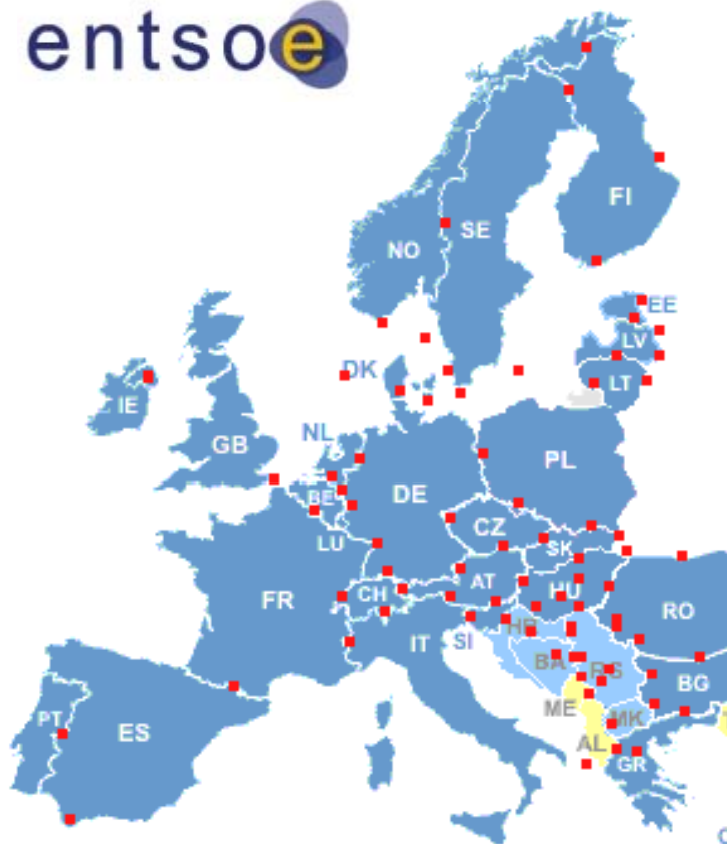 entsoe
FI
SE
NO
EE
LV
DK
LT
IE
NL
GB
PL
BE
DE
CZ
LU
SK
AT
CH
HU
FR
RO
HR
IT
SI
BA
RS
BG
ME
PT
MK
ES
AL
GR